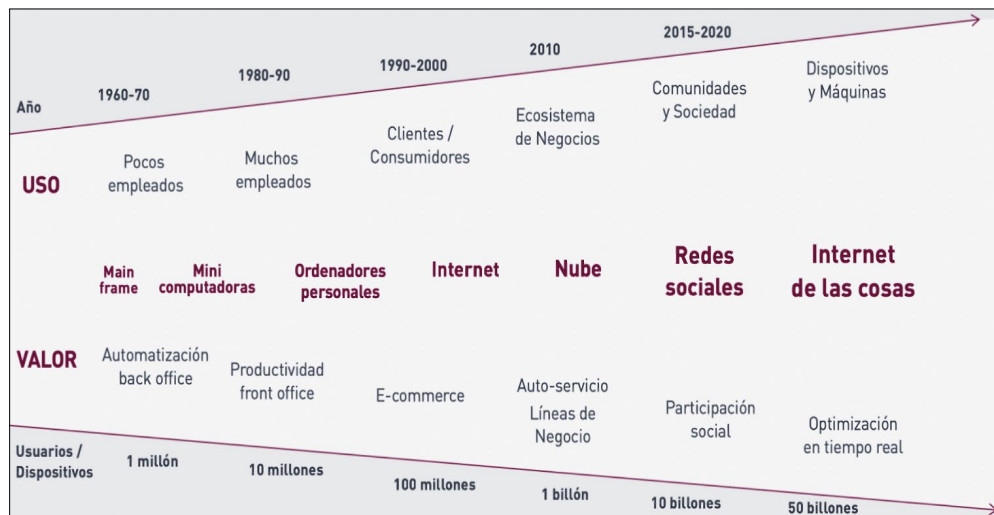 Año
1960-70
1980-90
1990-2000
2010
2015-2020
USO
Pocos
empleados
Muchos
empleados
Clientes /
Consumidores
Ecosistema
de Negocios
Comunidades
y Sociedad
Dispositivos
y Máquinas
Main
frame
Mini
computadoras
Ordenadores
personales
Internet
Nube
Redes
sociales
Internet
de las cosas
VALOR
Automatización
back office
Productividad
front office
E-commerce
Auto-servicio
Líneas de
Negocio
Participación
social
Optimización
en tiempo real
Usuarios /
Dispositivos
1 millón
10 millones
100 millones
1 billón
10 billones
50 billones